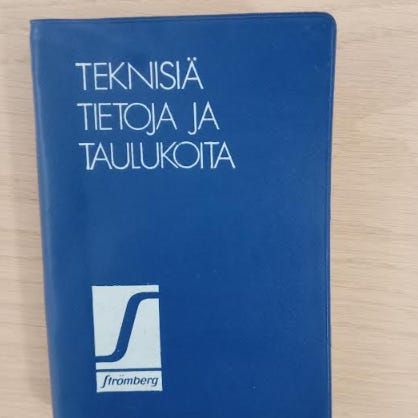 TEKNISIÄ
TIETOJA JA
TAULUKOITA
Strömberg